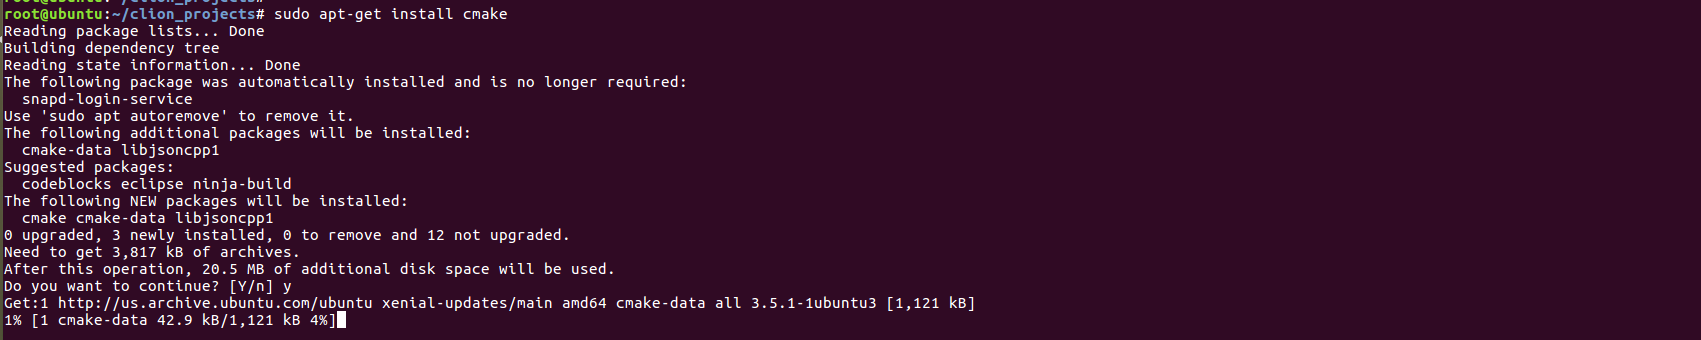 root@ubuntu:~/clion_projects#
root@ubuntu:~/clion_projects# sudo apt-get install cmake
Reading package lists... Done
Building dependency tree
Reading state information... Done
The following package was automatically installed and is no longer required:
  snapd-login-service
Use 'sudo apt autoremove' to remove it.
The following additional packages will be installed:
  cmake-data libjsoncpp1
Suggested packages:
  codeblocks eclipse ninja-build
The following NEW packages will be installed:
  cmake cmake-data libjsoncpp1
0 upgraded, 3 newly installed, 0 to remove and 12 not upgraded.
Need to get 3,817 kB of archives.
After this operation, 20.5 MB of additional disk space will be used.
Do you want to continue? [Y/n] y
Get:1 http://us.archive.ubuntu.com/ubuntu xenial-updates/main amd64 cmake-data all 3.5.1-1ubuntu3 [1,121 kB]
1% [1 cmake-data 42.9 kB/1,121 kB 4%]